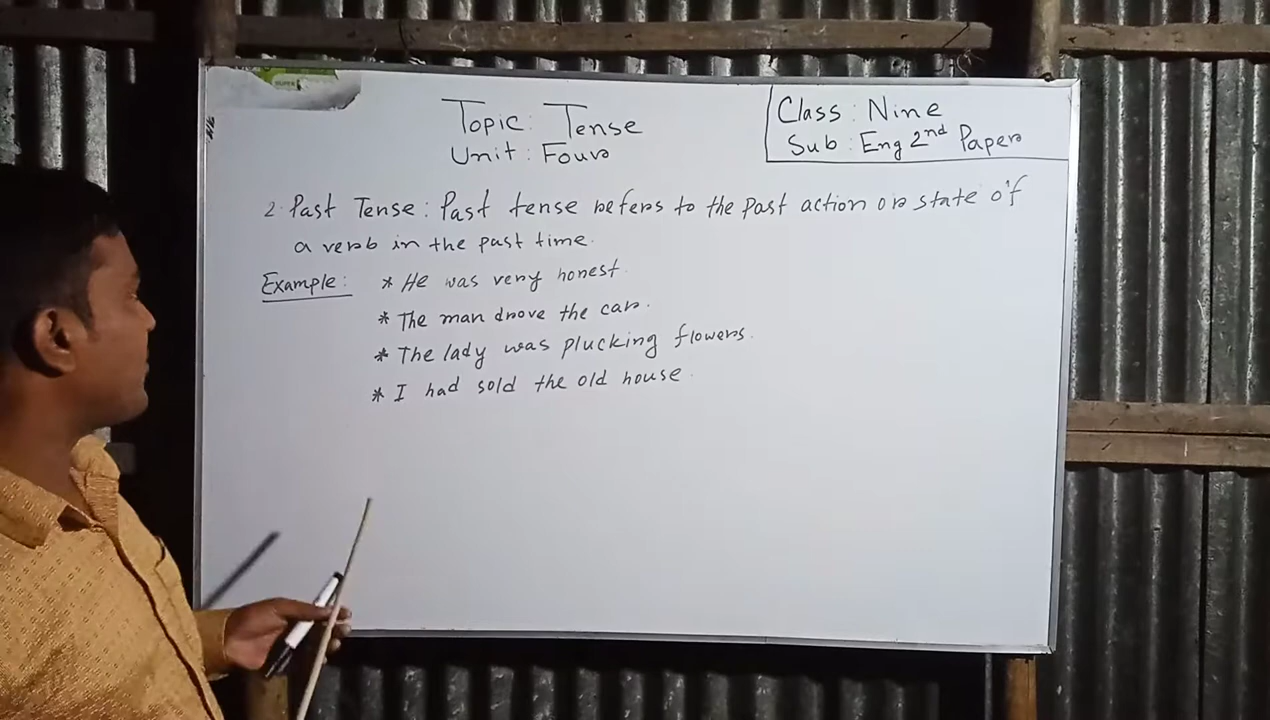 Topic : Tense
Unit : Four
Class : Nine
Sub : Eng 2nd Paper
2. Past Tense : Past tense refers to the past action or state of
a verb in the past time.
Example : * He was very honest.
* The man drove the car.
* The lady was plucking flowers.
* I had sold the old house.